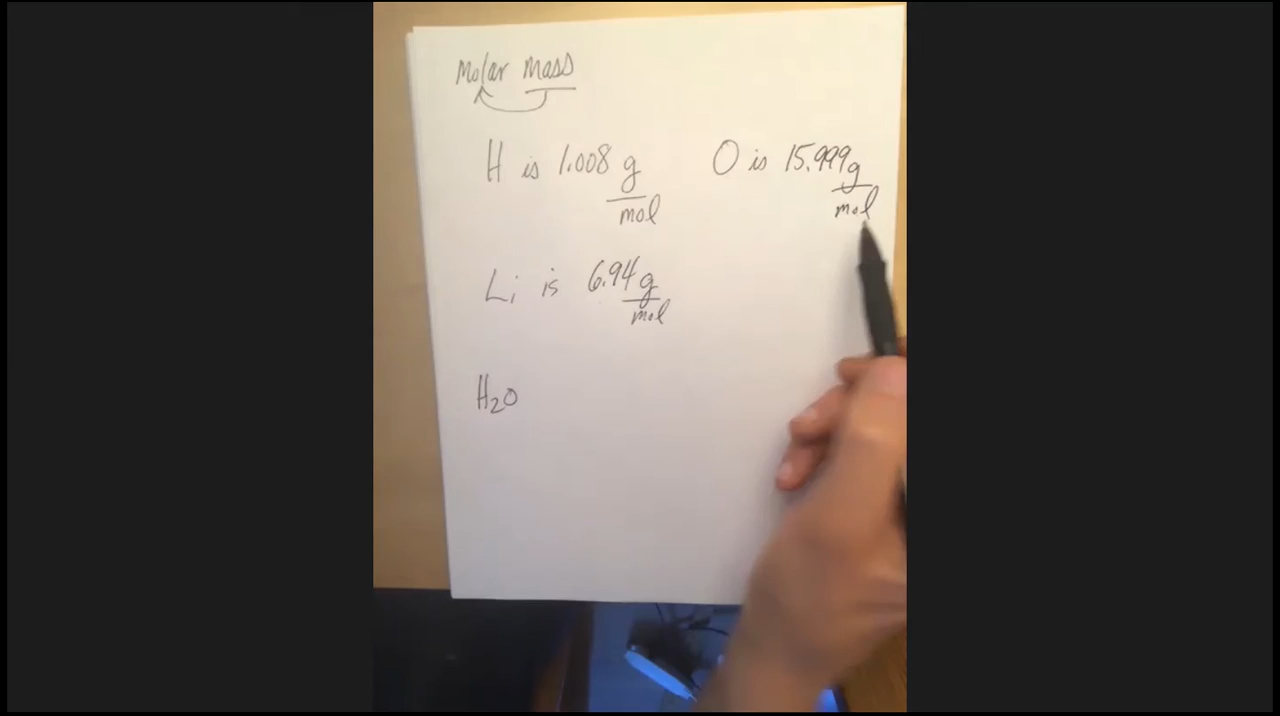 Molar Mass
H is 1.008 g/mol
O is 15.999 g/mol
Li is 6.94 g/mol
H₂O